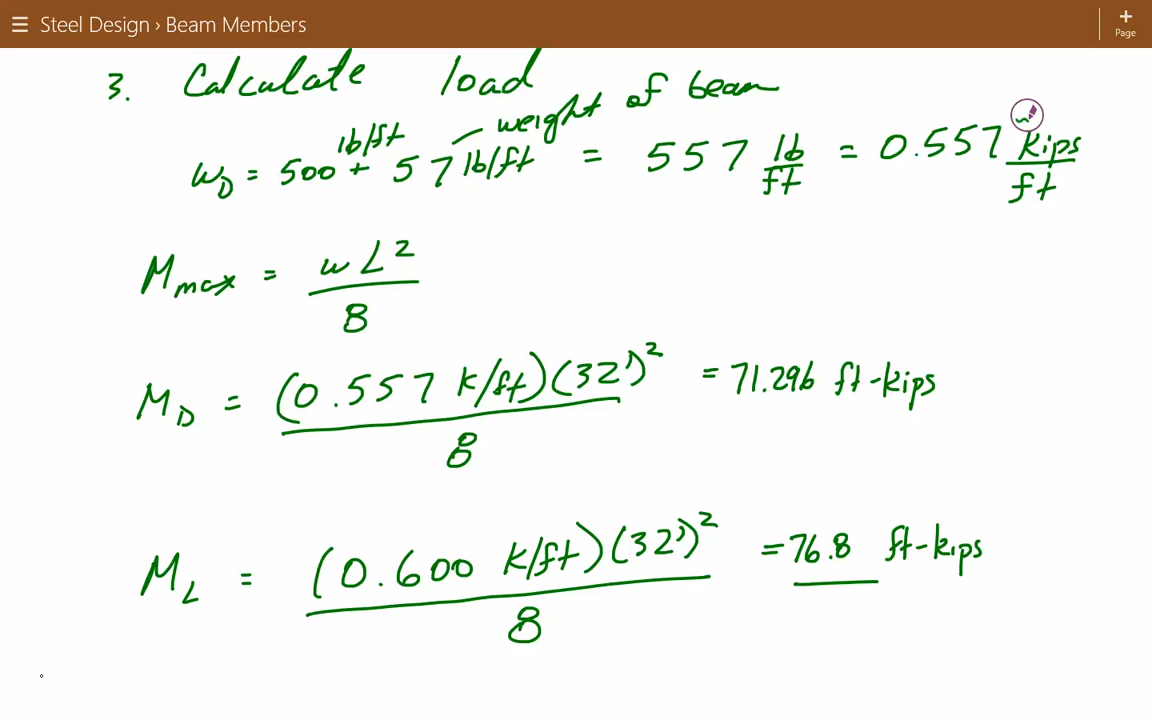 Steel Design › Beam Members
Page
3. Calculate load
weight of beam
w_D = 500 lb/ft + 57 lb/ft = 557 lb/ft = 0.557 kips/ft
M_max = wL²/8
M_D = (0.557 k/ft)(32')²/8 = 71.296 ft-kips
M_L = (0.600 k/ft)(32')²/8 = 76.8 ft-kips